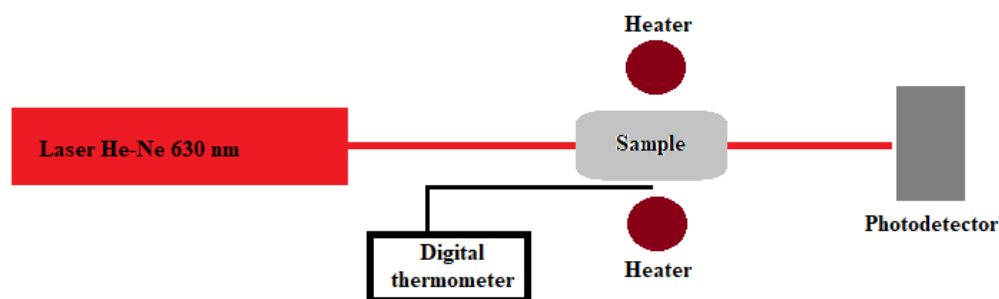 Heater
Laser He-Ne 630 nm
Sample
Photodetector
Digital
thermometer
Heater